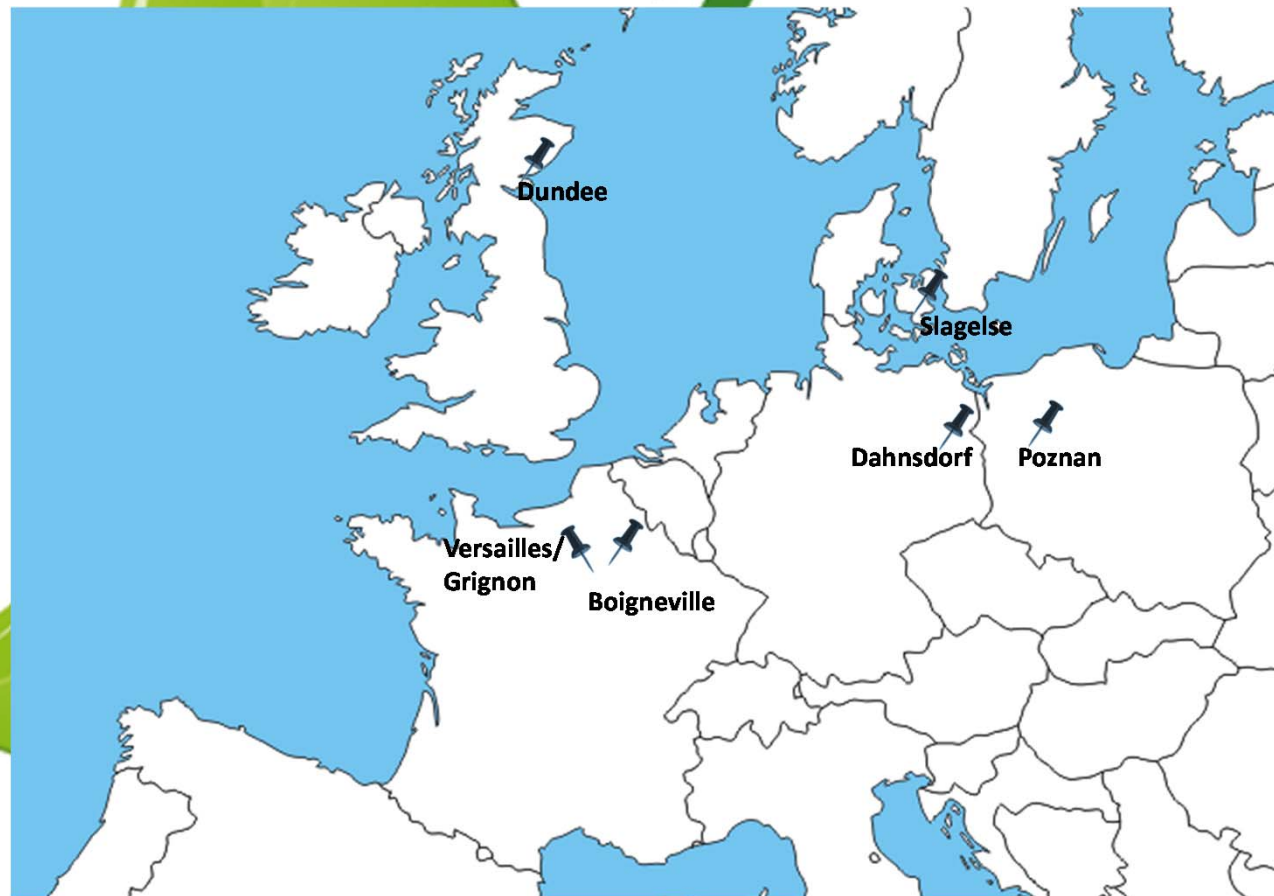 Dundee
Slagelse
Dahnsdorf
Poznan
Versailles/
Grignon
Boigneville